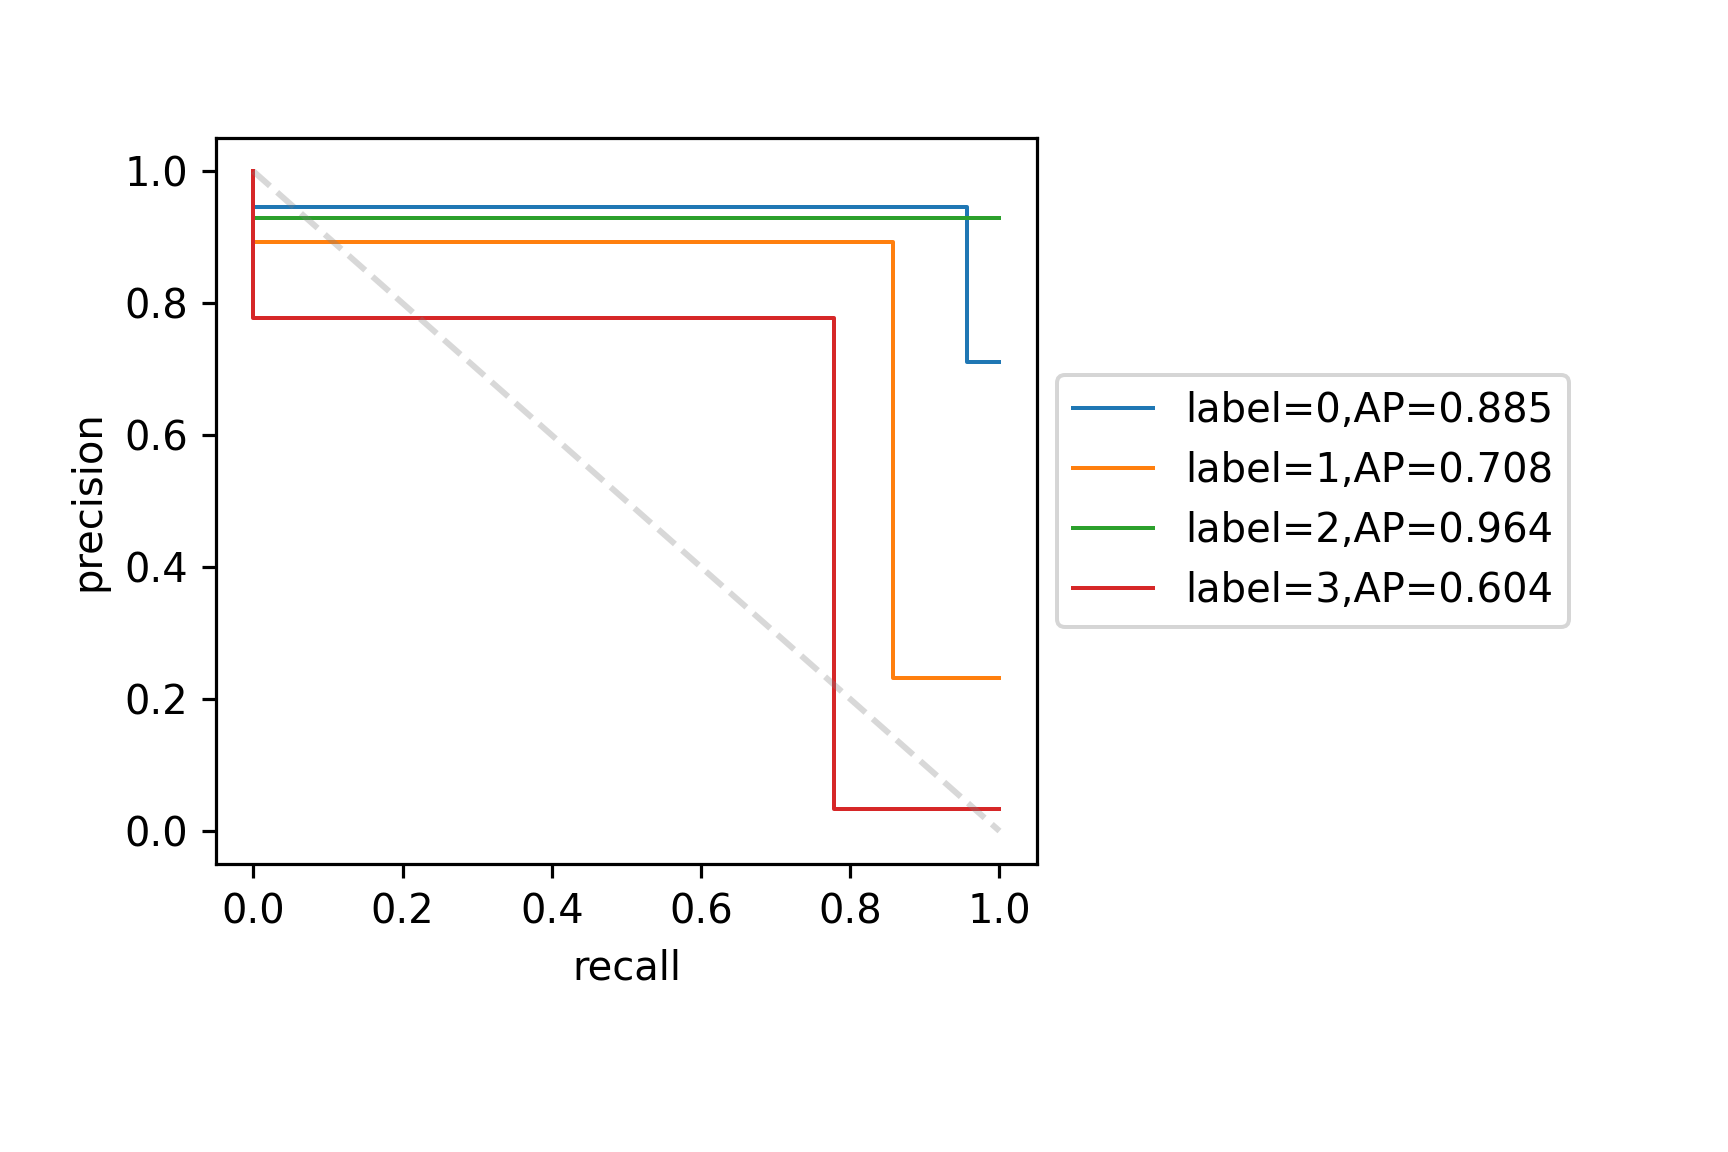 1.0
0.8
0.6
0.4
0.2
0.0
precision
0.0 0.2 0.4 0.6 0.8 1.0
recall
label=0,AP=0.885
label=1,AP=0.708
label=2,AP=0.964
label=3,AP=0.604